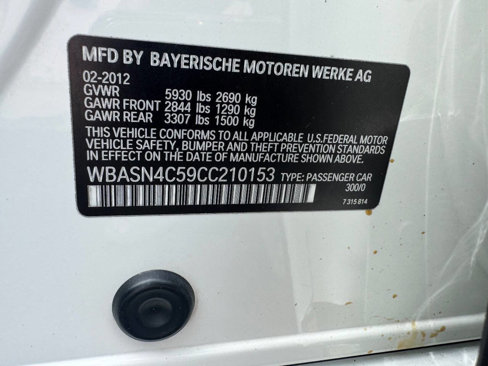 MFD BY BAYERISCHE MOTOREN WERKE AG
02-2012
GVWR 5930 lbs 2690 kg
GAWR FRONT 2844 lbs 1290 kg
GAWR REAR 3307 lbs 1500 kg
THIS VEHICLE CONFORMS TO ALL APPLICABLE U.S.FEDERAL MOTOR
VEHICLE SAFETY, BUMPER AND THEFT PREVENTION STANDARDS
IN EFFECT ON THE DATE OF MANUFACTURE SHOWN ABOVE.
WBASN4C59CC210153 TYPE: PASSENGER CAR
300/0
7 315 814